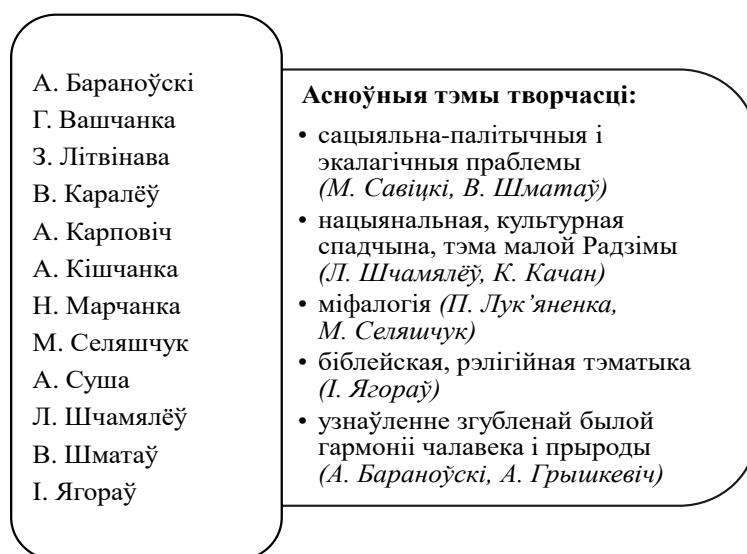 А. Бараноўскі
Г. Вашчанка
З. Літвінава
В. Каралёў
А. Карповіч
А. Кішчанка
Н. Марчанка
М. Селяшчук
А. Суша
Л. Шчамялёў
В. Шматаў
І. Ягораў
Асноўныя тэмы творчасці:
• сацыяльна-палітычныя і
экалагічныя праблемы
(М. Савіцкі, В. Шматаў)
• нацыянальная, культурная
спадчына, тэма малой Радзімы
(Л. Шчамялёў, К. Качан)
• міфалогія (П. Лук’яненка,
М. Селяшчук)
• біблейская, рэлігійная тэматыка
(І. Ягораў)
• узнаўленне згубленай былой
гармоніі чалавека і прыроды
(А. Бараноўскі, А. Грышкевіч)